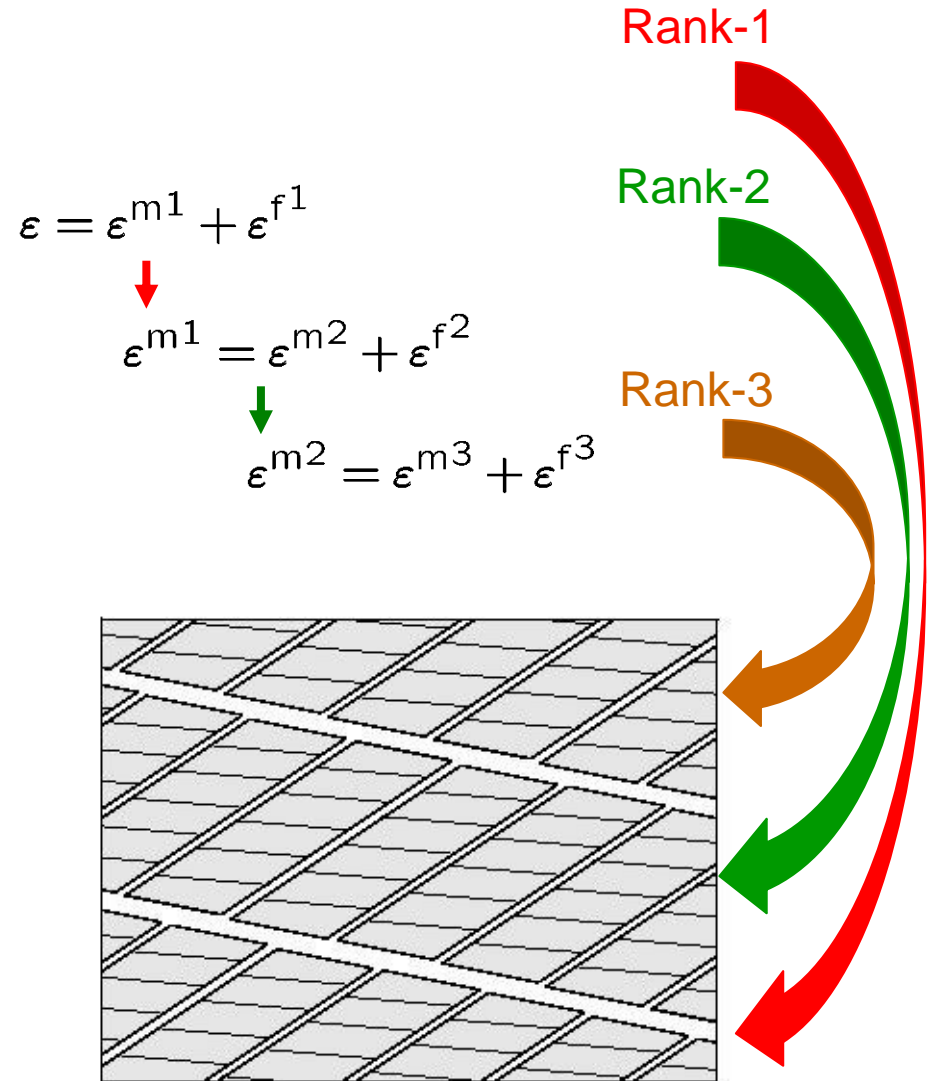 Rank-1
Rank-2
ε = ε^m1 + ε^f1
ε^m1 = ε^m2 + ε^f2
Rank-3
ε^m2 = ε^m3 + ε^f3